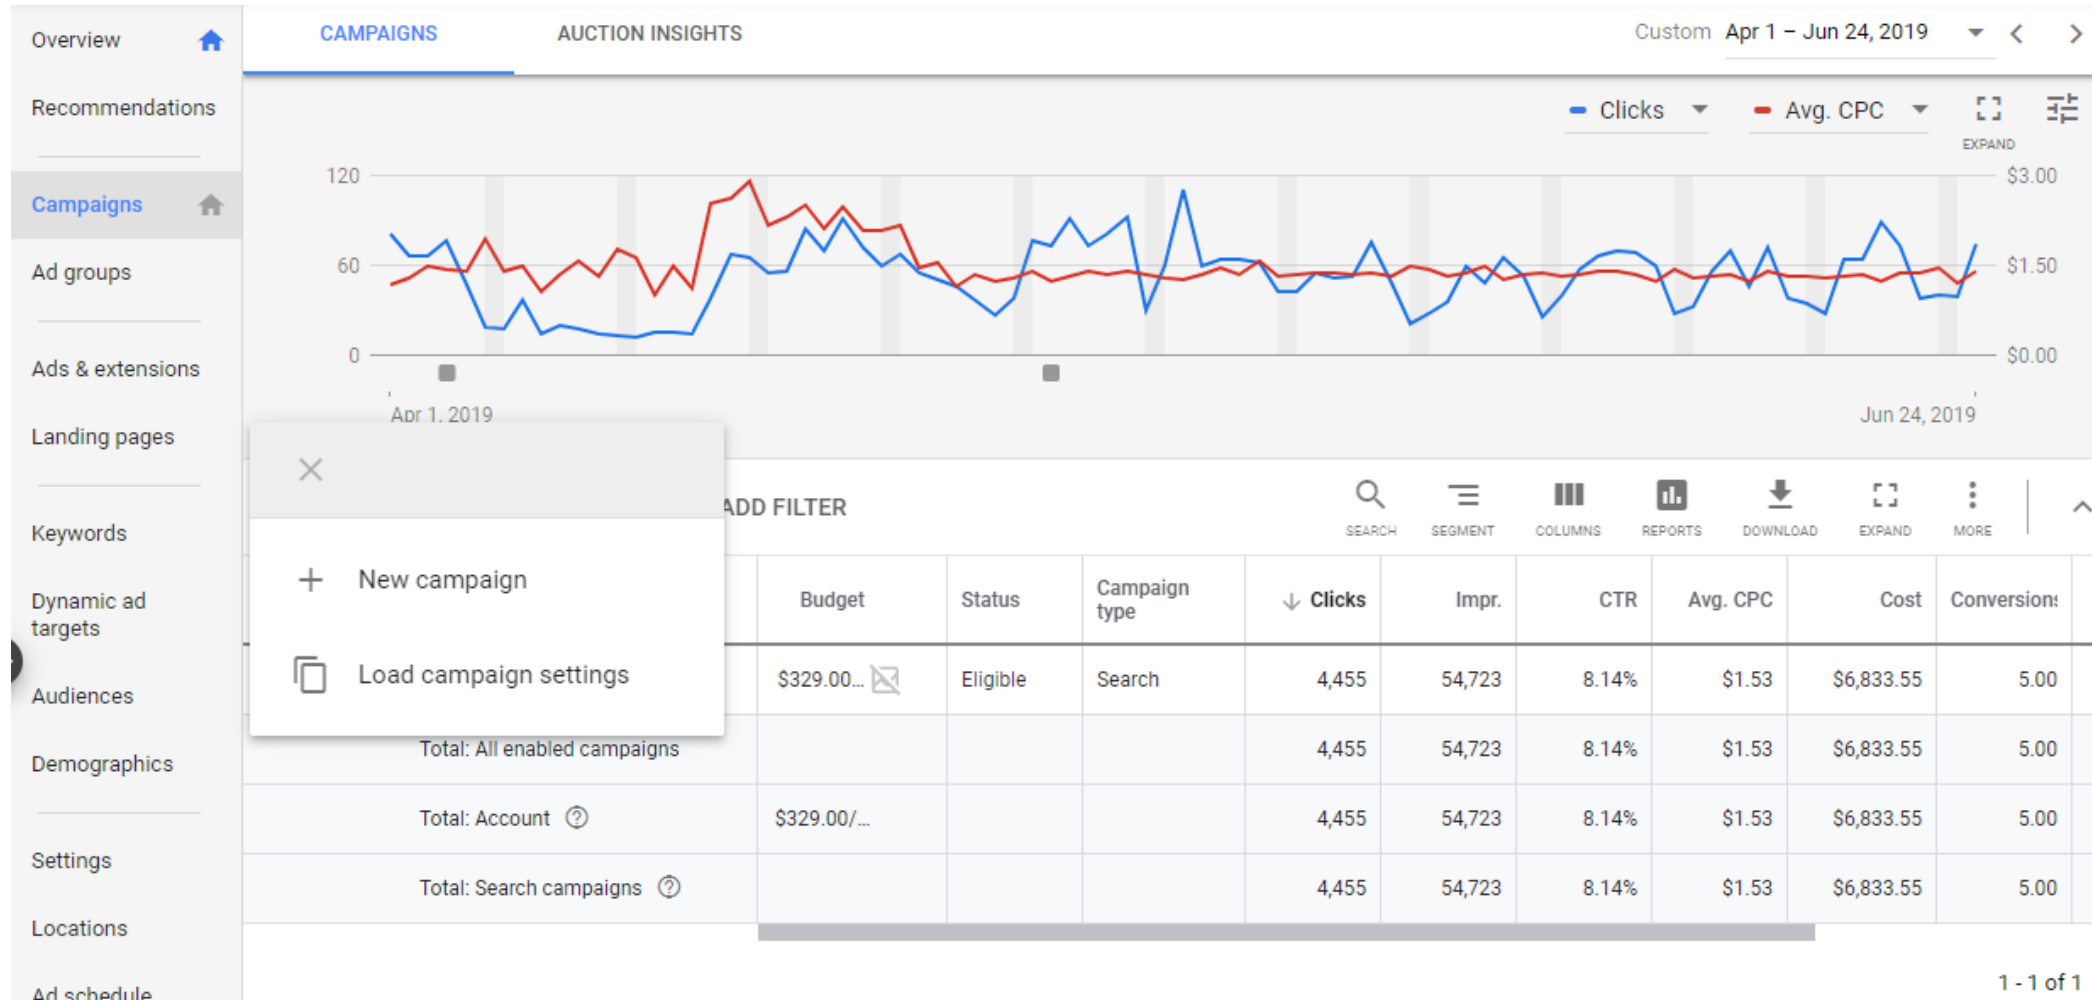 Overview
Recommendations
Campaigns
Ad groups
Ads & extensions
Landing pages
Keywords
Dynamic ad
targets
Audiences
Demographics
Settings
Locations
Ad schedule
CAMPAIGNS
AUCTION INSIGHTS
Custom Apr 1 – Jun 24, 2019
Clicks
Avg. CPC
EXPAND
120
60
0
$3.00
$1.50
$0.00
Apr 1, 2019
Jun 24, 2019
New campaign
Load campaign settings
ADD FILTER
SEARCH
SEGMENT
COLUMNS
REPORTS
DOWNLOAD
EXPAND
MORE
Budget Status Campaign type Clicks Impr. CTR Avg. CPC Cost Conversions
$329.00... Eligible Search 4,455 54,723 8.14% $1.53 $6,833.55 5.00
Total: All enabled campaigns 4,455 54,723 8.14% $1.53 $6,833.55 5.00
Total: Account $329.00/... 4,455 54,723 8.14% $1.53 $6,833.55 5.00
Total: Search campaigns 4,455 54,723 8.14% $1.53 $6,833.55 5.00
1 - 1 of 1